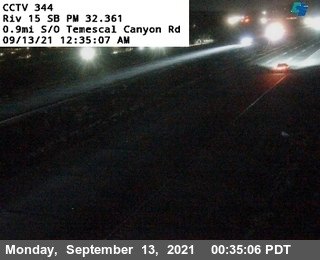 CCTV 344
Riv 15 SB PM 32.361
0.9mi S/O Temescal Canyon Rd
09/13/21 12:35:07 AM
Monday, September 13, 2021 00:35:06 PDT